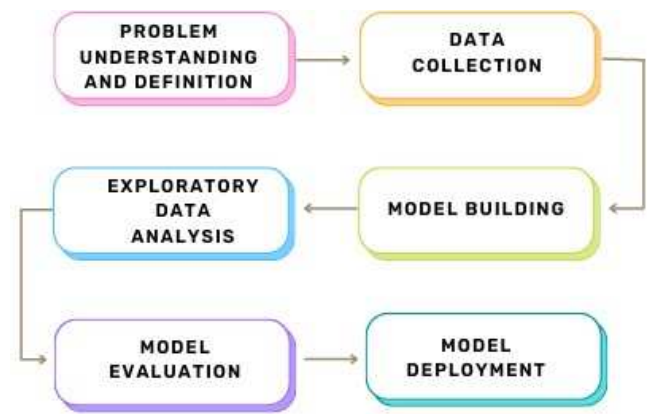 PROBLEM
UNDERSTANDING
AND DEFINITION
DATA
COLLECTION
MODEL BUILDING
EXPLORATORY
DATA
ANALYSIS
MODEL
EVALUATION
MODEL
DEPLOYMENT